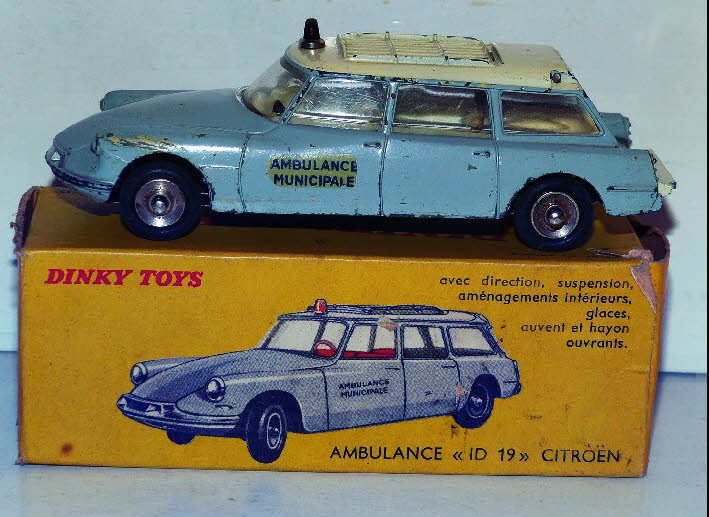 AMBULANCE
MUNICIPALE
DINKY TOYS
avec direction, suspension,
aménagements intérieurs,
glaces,
auvent et hayon
ouvrants.
AMBULANCE
MUNICIPALE
AMBULANCE « ID 19 » CITROËN